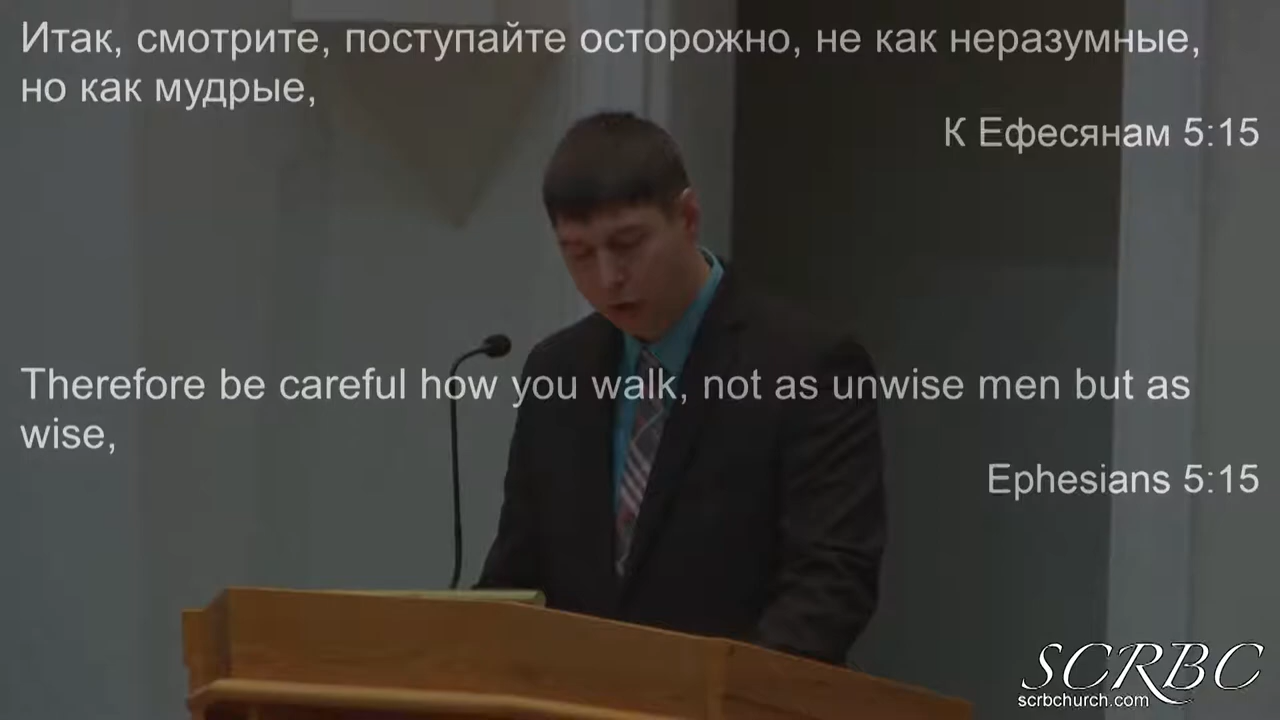 Итак, смотрите, поступайте осторожно, не как неразумные,
но как мудрые,
К Ефесянам 5:15
Therefore be careful how you walk, not as unwise men but as
wise,
Ephesians 5:15
SCRBC
scrbchurch.com